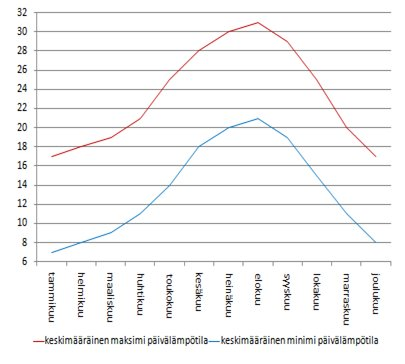 32
30
28
26
24
22
20
18
16
14
12
10
8
6
tammikuu
helmikuu
maaliskuu
huhtikuu
toukokuu
kesäkuu
heinäkuu
elokuu
syyskuu
lokakuu
marraskuu
joulukuu
keskimääräinen maksimi päivälämpötila keskimääräinen minimi päivälämpötila